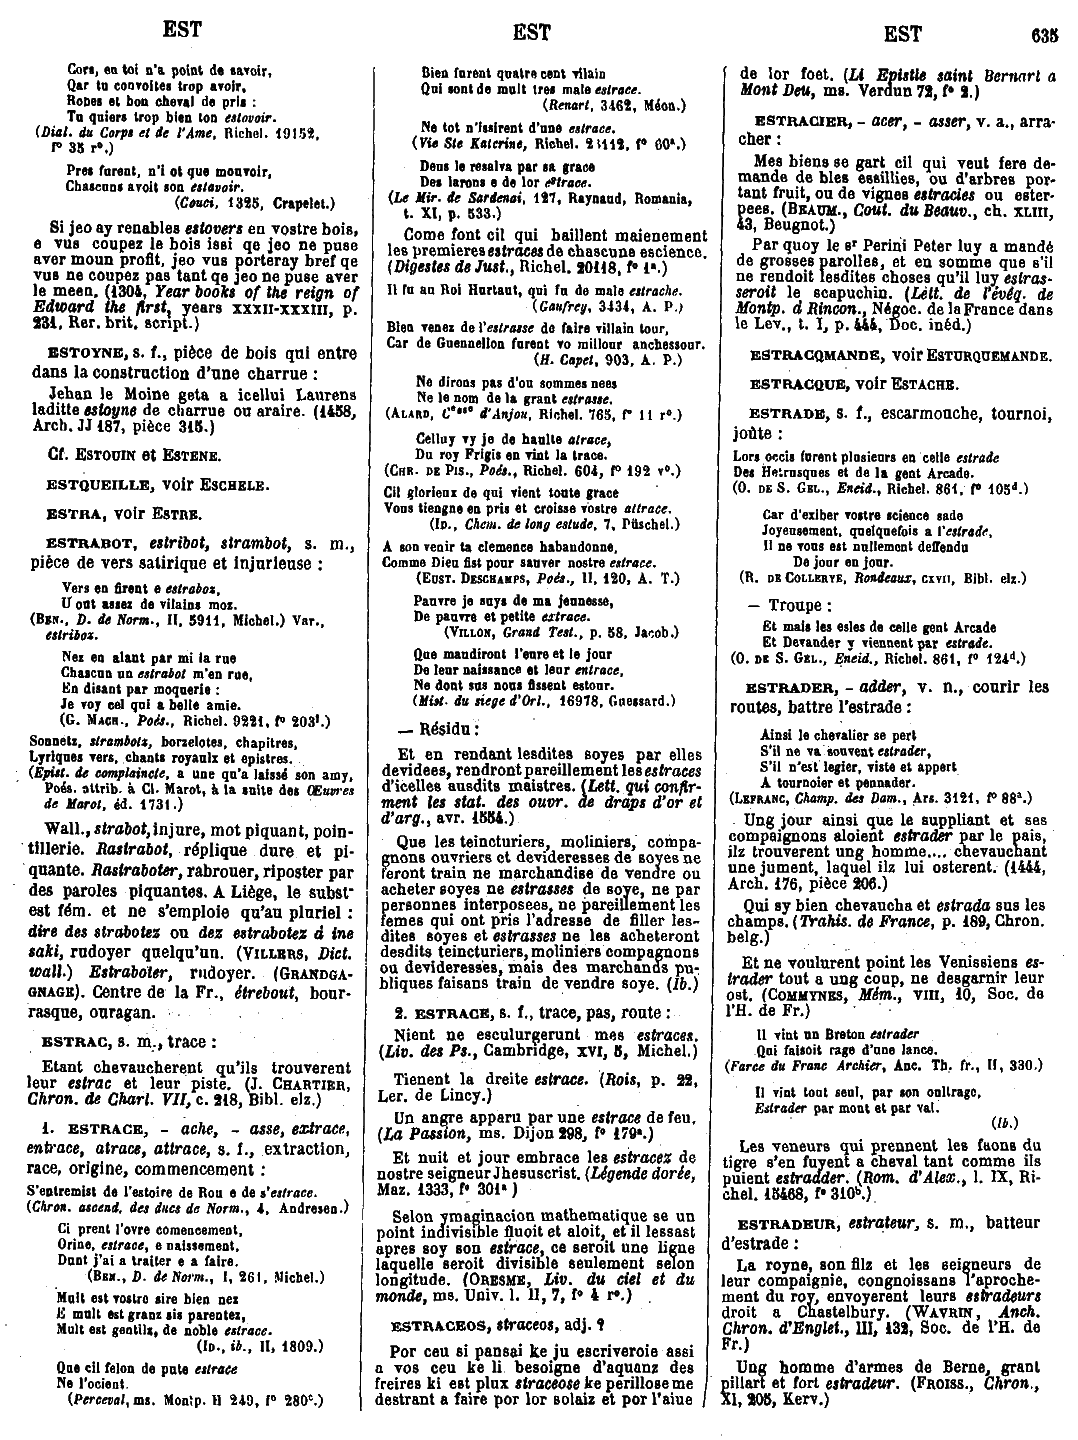 EST
EST
EST
635
Cors, en toi n'a point de savoir,
Qar tu convoites trop avoir,
Robes et bon cheval de pris :
Tu quiers trop bien ton estovoir.
(Dial. du Corps et de l'Ame, Richel. 19152,
f° 35 r°.)
Pres furent, n'i ot que mouvoir,
Chascuns avoit son estavoir.
(Couci, 1325, Crapelet.)
Si jeo ay renables estovers en vostre bois,
e vus coupez le bois issi qe jeo ne puse
aver moun profit, jeo vus porteray bref qe
vus ne coupez pas tant qe jeo ne puse aver
le meen. (1304, Year books of the reign of
Edward the first, years XXXII-XXXIII, p.
231, Rer. brit. script.)
ESTOYNE, s. f., pièce de bois qui entre
dans la construction d'une charrue :
Jehan le Moine geta a icellui Laurens
laditte estoyne de charrue ou araire. (1458,
Arch. JJ 187, pièce 315.)
Cf. ESTOUIN et ESTENE.
ESTQUEILLE, voir ESCHELE.
ESTRA, voir ESTRE.
ESTRABOT, estribot, strambot, s. m.,
pièce de vers satirique et injurieuse :
Vers en firent e estraboz,
U out assez de vilains moz.
(BEN., D. de Norm., II, 5911, Michel.) Var.,
estriboz.
Nez en alant par mi la rue
Chascun un estrabot m'en rue,
En disant par moquerie :
Je voy cel qui a belle amie.
(G. MACH., Poés., Richel. 9221, f° 203¹.)
Sonnetz, strambotz, borzelotes, chapitres,
Lyriques vers, chants royaulx et epistres.
(Epist. de complaincte, a une qu'a laissé son amy,
Poés. attrib. à Cl. Marot, à la suite des Œuvres
de Marot, éd. 1731.)
Wall., strabot, injure, mot piquant, poin-
tillerie. Rastrabot, réplique dure et pi-
quante. Rastraboter, rabrouer, riposter par
des paroles piquantes. A Liège, le subst-
est fém. et ne s'emploie qu'au pluriel :
dire des strabotez ou dez estrabotez d ine
saki, rudoyer quelqu'un. (VILLERS, Dict.
wall.) Estraboter, rudoyer. (GRANDGA-
GNAGE). Centre de la Fr., étrebout, bour-
rasque, ouragan.
ESTRAC, s. m., trace :
Etant chevaucherent qu'ils trouverent
leur estrac et leur piste. (J. CHARTIER,
Chron. de Charl. VII, c. 218, Bibl. elz.)
1. ESTRACE, - ache, - asse, extrace,
entrace, atrace, attrace, s. f., extraction,
race, origine, commencement :
S'entremist de l'estoire de Rou e de s'estrace.
(Chron. ascend. des ducs de Norm., 4, Andresen.)
Ci prent l'ovre comencement,
Orine, estrace, e naissement,
Dunt j'ai a traiter e a faire.
(BEN., D. de Norm., I, 261, Michel.)
Mult est vostre sire bien nez
E mult est granz sis parentez,
Mult est gentilz, de noble estrace.
(ID., ib., II, 1809.)
Que cil felon de pute estrace
Ne l'ocient.
(Perceval, ms. Montp. H 249, f° 280ᶜ.)
Bien furent quatre cent vilain
Qui sont de mult tres male estrace.
(Renart, 3462, Méon.)
Ne tot n'issirent d'une estrace.
(Vie Ste Katerine, Richel. 23112, f° 60ᵃ.)
Deus le resalva par sa grace
Des larons e de lor estrace.
(Le Mir. de Sardenai, 127, Raynaud, Romania,
t. XI, p. 533.)
Come font cil qui baillent maienement
les premieres estraces de chascune escience.
(Digestes de Just., Richel. 20118, f° 1ᵃ.)
Il fu au Roi Hurtaut, qui fu de male estrache.
(Gaufrey, 3434, A. P.)
Bien venez de l'estrasse de faire villain tour,
Car de Guennellon furent vo millour anchessour.
(H. Capet, 903, A. P.)
Ne dirons pas d'ou sommes nees
Ne le nom de la grant estrasse.
(ALARD, Cᵗᵉˢˢᵉ d'Anjou, Richel. 765, f° 11 r°.)
Celluy vy je de haulte atrace,
Du roy Frigis en vint la trace.
(CHR. DE PIS., Poés., Richel. 604, f° 192 v°.)
Cil glorieux de qui vient toute grace
Vous tiengne en pris et croisse vostre attrace.
(ID., Chem. de long estude, 7, Püschel.)
A son venir ta clemence habandonne,
Comme Dieu fist pour sauver nostre estrace.
(EUST. DESCHAMPS, Poés., II, 120, A. T.)
Pauvre je suys de ma jeunesse,
De pauvre et petite extrace.
(VILLON, Grand Test., p. 58, Jacob.)
Que maudiront l'eure et le jour
De leur naissance et leur entrace,
Ne dont sus nous fissent estour.
(Mist. du siege d'Orl., 16978, Guessard.)
— Résidu :
Et en rendant lesdites soyes par elles
devidees, rendront pareillement les estraces
d'icelles ausdits maistres. (Lett. qui confir-
ment les stat. des ouvr. de draps d'or et
d'arg., avr. 1554.)
Que les teincturiers, moliniers, compa-
gnons ouvriers et devideresses de soyes ne
feront train ne marchandise de vendre ou
acheter soyes ne estrasses de soye, ne par
personnes interposees, ne pareillement les
femes qui ont pris l'adresse de filler les-
dites soyes et estrasses ne les acheteront
desdits teincturiers, moliniers compagnons
ou devideresses, mais des marchands pu-
bliques faisans train de vendre soye. (Ib.)
2. ESTRACE, s. f., trace, pas, route :
Nient ne esculurgerunt mes estraces.
(Liv. des Ps., Cambridge, XVI, 5, Michel.)
Tienent la droite estrace. (Rois, p. 22,
Ler. de Lincy.)
Un angre apparu par une estrace de feu.
(La Passion, ms. Dijon 298, f° 179ᵃ.)
Et nuit et jour embrace les estracez de
nostre seigneur Jhesuscrist. (Légende dorée,
Maz. 1333, f° 301ᵃ)
Selon ymaginacion mathematique se un
point indivisible fluoit et aloit, et il lessast
apres soy son estrace, ce seroit une ligne
laquelle seroit divisible seulement selon
longitude. (ORESME, Liv. du ciel et du
monde, ms. Univ. I. II, 7, f° 4 r°.)
ESTRACEOS, straceos, adj. ?
Por ceu si pansai ke ju escriveroie assi
a vos ceu ke li besoigne d'aquanz des
freires ki est plux straceose ke perillose me
destrant a faire por lor solaiz et por l'aiue
de lor foet. (Li Epistle saint Bernart a
Mont Deu, ms. Verdun 72, f° 2.)
ESTRACIER, - acer, - asser, v. a., arra-
cher :
Mes biens se gart cil qui veut fere de-
mande de bles essillies, ou d'arbres por-
tant fruit, ou de vignes estracies ou ester-
pees. (BEAUM., Cout. du Beauv., ch. XLIII,
43, Beugnot.)
Par quoy le sʳ Perini Peter luy a mandé
de grosses parolles, et en somme que s'il
ne rendoit lesdites choses qu'il luy estras-
seroit le scapuchin. (Lett. de l'évêq. de
Montp. d Rincon., Négoc. de la France dans
le Lev., t. I, p. 444, Doc. inéd.)
ESTRACQMANDE, voir ESTURQUEMANDE.
ESTRACQUE, voir ESTACHE.
ESTRADE, s. f., escarmouche, tournoi,
joûte :
Lors occis furent plusieurs en celle estrade
Des Hetrusques et de la gent Arcade.
(O. DE S. GEL., Eneid., Richel. 861, f° 105ᵈ.)
Car d'exiber vostre science sade
Joyeusement, quelquefois a l'estrade,
Il ne vous est nullement deffendu
De jour en jour.
(R. DE COLLERYE, Rondeaux, CXVII, Bibl. elz.)
— Troupe :
Et mais les esles de celle gent Arcade
Et Devander y viennent par estrade.
(O. DE S. GEL., Eneid., Richel. 861, f° 124ᵈ.)
ESTRADER, - adder, v. n., courir les
routes, battre l'estrade :
Ainsi le chevalier se pert
S'il ne va souvent estrader,
S'il n'est legier, viste et appert
A tournoier et pennader.
(LEFRANC, Champ. des Dam., Ars. 3121, f° 88ᵃ.)
Ung jour ainsi que le suppliant et ses
compaignons aloient estrader par le pais,
ilz trouverent ung homme.... chevauchant
une jument, laquel ilz lui osterent. (1444,
Arch. 176, pièce 206.)
Qui sy bien chevaucha et estrada sus les
champs. (Trahis. de France, p. 189, Chron.
belg.)
Et ne voulurent point les Venissiens es-
trader tout a ung coup, ne desgarnir leur
ost. (COMMYNES, Mém., VIII, 10, Soc. de
l'H. de Fr.)
Il vint un Breton estrader
Qui faisoit rage d'une lance.
(Farce du Franc Archier, Anc. Th. fr., II, 330.)
Il vint tout seul, par son oultrage,
Estrader par mont et par val.
(Ib.)
Les veneurs qui prennent les faons du
tigre s'en fuyent a cheval tant comme ils
puient estradder. (Rom. d'Alex., l. IX, Ri-
chel. 15468, f° 310ᵇ.)
ESTRADEUR, estrateur, s. m., batteur
d'estrade :
La royne, son filz et les seigneurs de
leur compaignie, congnoissans l'aproche-
ment du roy, envoyerent leurs estradeurs
droit a Chastelbury. (WAVRIN, Anch.
Chron. d'Englet., III, 132, Soc. de l'H. de
Fr.)
Ung homme d'armes de Berne, grant
pillart et fort estradeur. (FROISS., Chron.,
XI, 205, Kerv.)